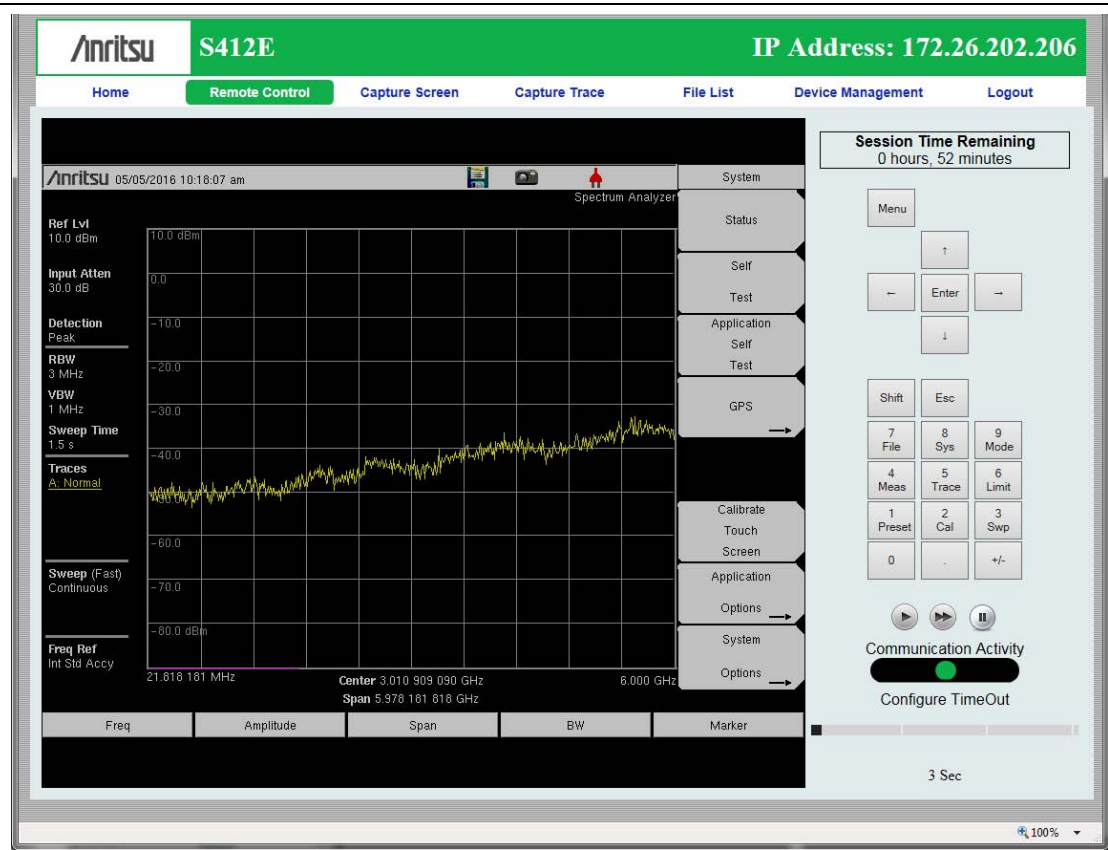 Anritsu S412E IP Address: 172.26.202.206
Home Remote Control Capture Screen Capture Trace File List Device Management Logout
Session Time Remaining
0 hours, 52 minutes
Anritsu 05/05/2016 10:18:07 am
Spectrum Analyzer
Ref Lvl
10.0 dBm
Input Atten
30.0 dB
Detection
Peak
RBW
3 MHz
VBW
1 MHz
Sweep Time
1.5 s
Traces
A: Normal
Sweep (Fast)
Continuous
Freq Ref
Int Std Accy
10.0 dBm
0.0
-10.0
-20.0
-30.0
-40.0
-50.0
-60.0
-70.0
-80.0 dBm
21.818 181 MHz Center 3.010 909 090 GHz 6.000 GHz
Span 5.978 181 818 GHz
Freq Amplitude Span BW Marker
System
Status
Self
Test
Application
Self
Test
GPS
Calibrate
Touch
Screen
Application
Options
System
Options
Menu
↑
← Enter →
↓
Shift Esc
7 8 9
File Sys Mode
4 5 6
Meas Trace Limit
1 2 3
Preset Cal Swp
0 . +/-
Communication Activity
Configure TimeOut
3 Sec
100%